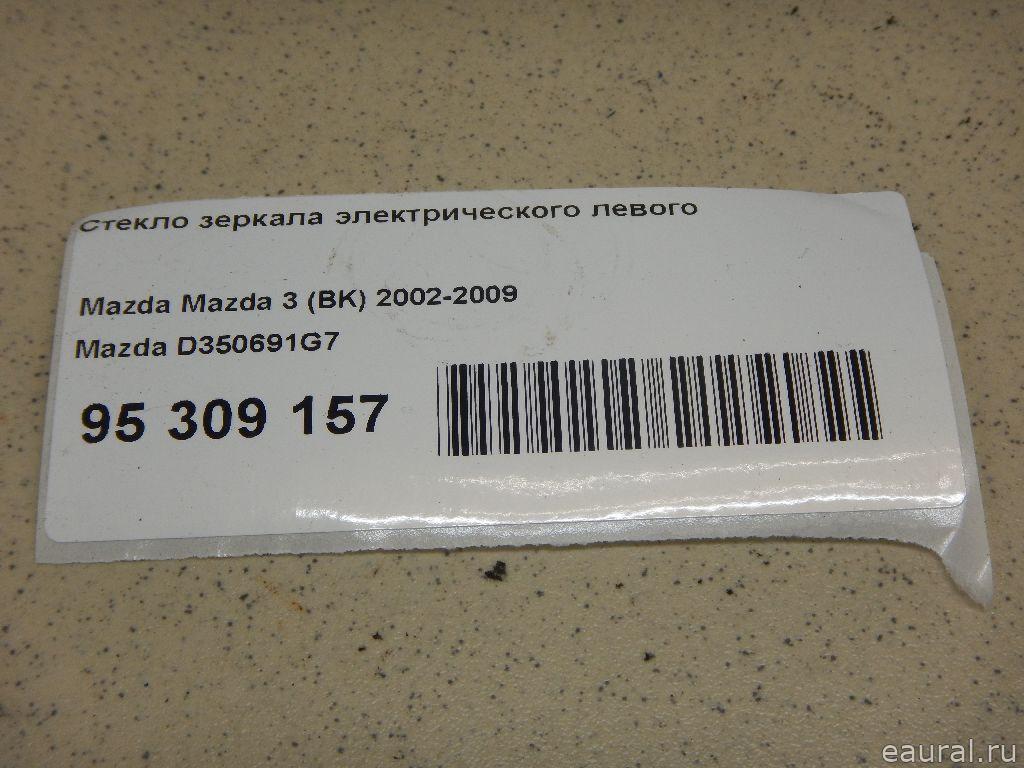 Стекло зеркала электрического левого
Mazda Mazda 3 (BK) 2002-2009
Mazda D350691G7
95 309 157
eaural.ru